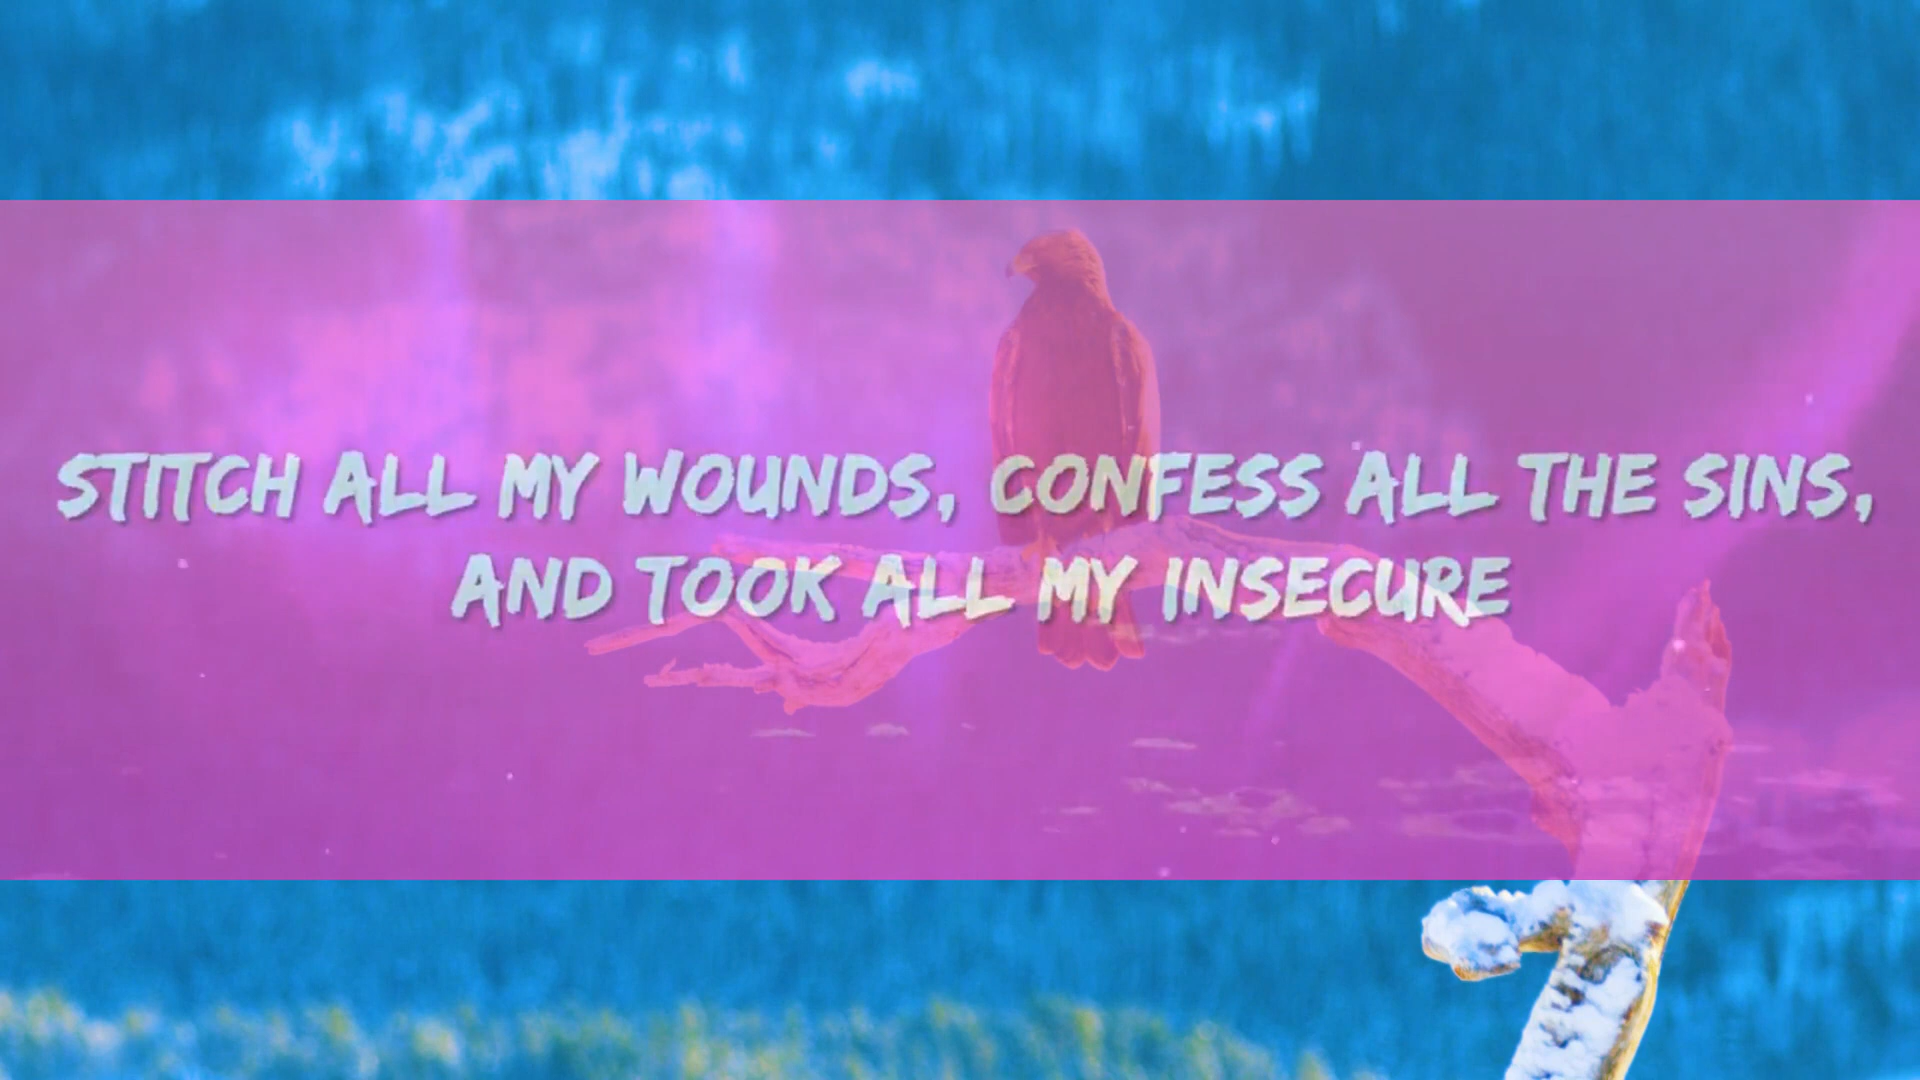 STITCH ALL MY WOUNDS, CONFESS ALL THE SINS,
AND TOOK ALL MY INSECURE